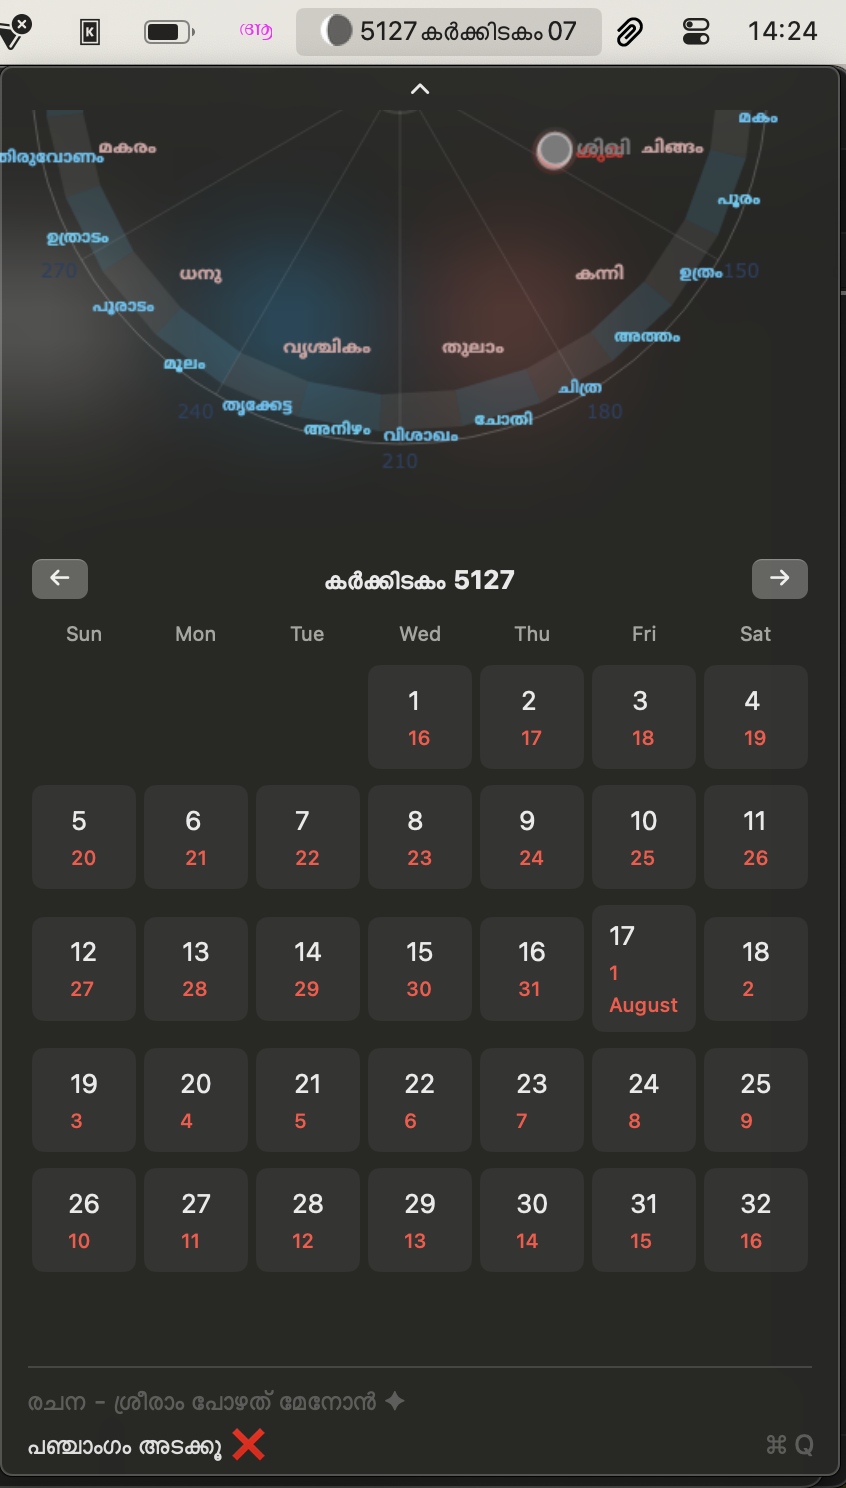 K ആ 5127 കർക്കിടകം 07 14:24
മകം
തിരുവോണം മകരം ശിഖി ചിങ്ങം
പൂരം
ഉത്രാടം
270 ധനു കന്നി ഉത്രം 150
പൂരാടം
അത്തം
വൃശ്ചികം തുലാം
മൂലം
ചിത്ര
240 തൃക്കേട്ട 180
ചോതി
അനിഴം വിശാഖം
210
കർക്കിടകം 5127
Sun Mon Tue Wed Thu Fri Sat
1 2 3 4
16 17 18 19
5 6 7 8 9 10 11
20 21 22 23 24 25 26
12 13 14 15 16 17 18
27 28 29 30 31 1 2
August
19 20 21 22 23 24 25
3 4 5 6 7 8 9
26 27 28 29 30 31 32
10 11 12 13 14 15 16
രചന - ശ്രീരാം പോഴത് മേനോൻ ✦
പഞ്ചാംഗം അടക്കൂ ❌ ⌘ Q